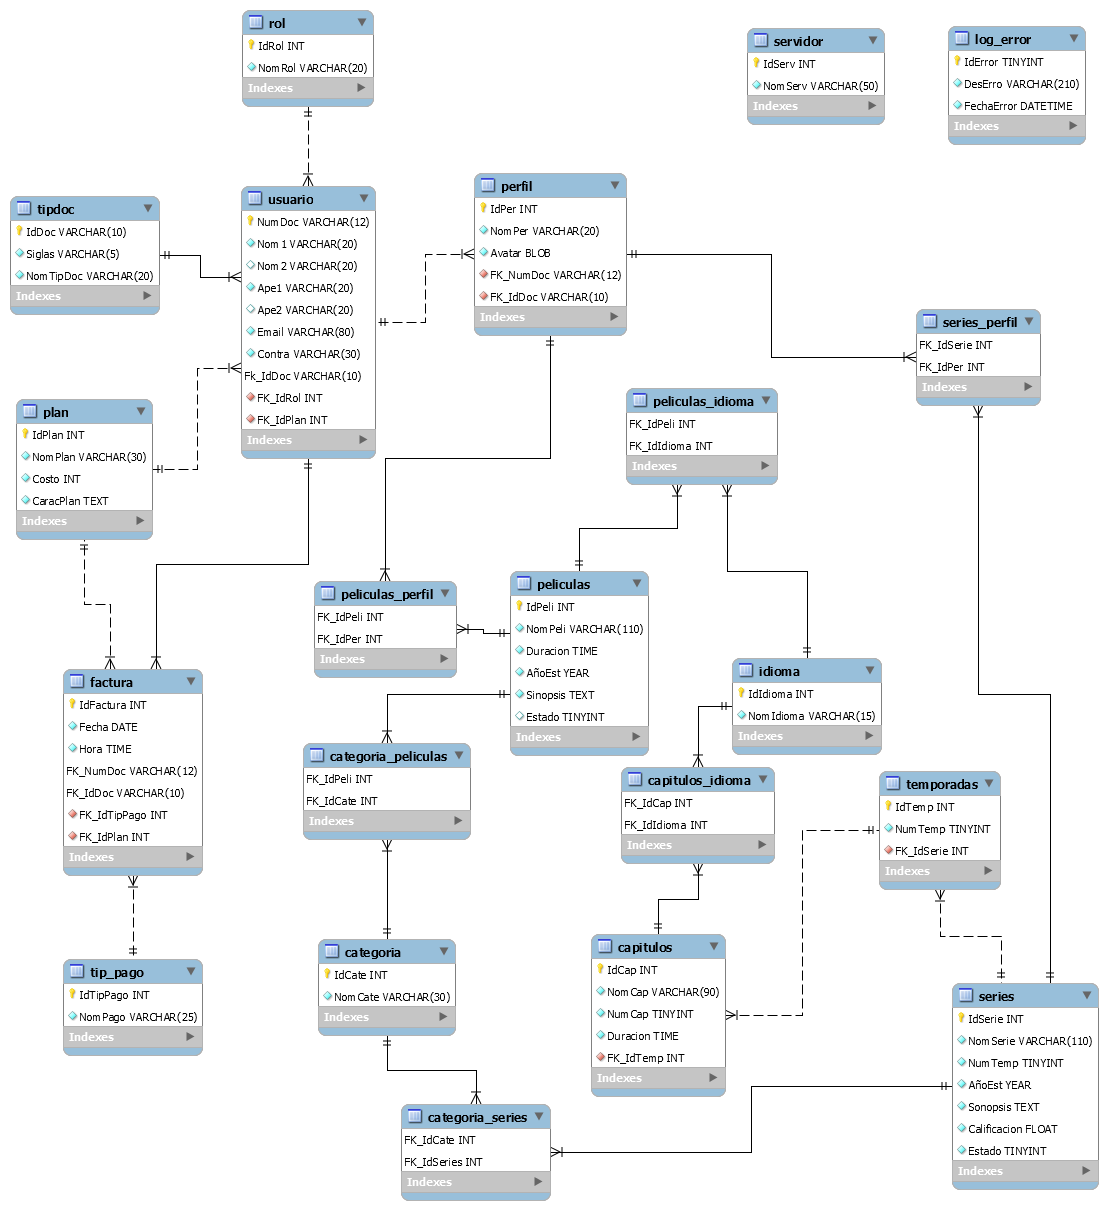 rol
IdRol INT
NomRol VARCHAR(20)
Indexes
servidor
IdServ INT
NomServ VARCHAR(50)
Indexes
log_error
IdError TINYINT
DesErro VARCHAR(210)
FechaError DATETIME
Indexes
tipdoc
IdDoc VARCHAR(10)
Siglas VARCHAR(5)
NomTipDoc VARCHAR(20)
Indexes
usuario
NumDoc VARCHAR(12)
Nom1 VARCHAR(20)
Nom2 VARCHAR(20)
Ape1 VARCHAR(20)
Ape2 VARCHAR(20)
Email VARCHAR(80)
Contra VARCHAR(30)
Fk_IdDoc VARCHAR(10)
FK_IdRol INT
FK_IdPlan INT
Indexes
perfil
IdPer INT
NomPer VARCHAR(20)
Avatar BLOB
FK_NumDoc VARCHAR(12)
FK_IdDoc VARCHAR(10)
Indexes
series_perfil
FK_IdSerie INT
FK_IdPer INT
Indexes
plan
IdPlan INT
NomPlan VARCHAR(30)
Costo INT
CaracPlan TEXT
Indexes
peliculas_idioma
FK_IdPeli INT
FK_IdIdioma INT
Indexes
peliculas_perfil
FK_IdPeli INT
FK_IdPer INT
Indexes
peliculas
IdPeli INT
NomPeli VARCHAR(110)
Duracion TIME
AñoEst YEAR
Sinopsis TEXT
Estado TINYINT
Indexes
idioma
IdIdioma INT
NomIdioma VARCHAR(15)
Indexes
factura
IdFactura INT
Fecha DATE
Hora TIME
FK_NumDoc VARCHAR(12)
FK_IdDoc VARCHAR(10)
FK_IdTipPago INT
FK_IdPlan INT
Indexes
categoria_peliculas
FK_IdPeli INT
FK_IdCate INT
Indexes
capitulos_idioma
FK_IdCap INT
FK_IdIdioma INT
Indexes
temporadas
IdTemp INT
NumTemp TINYINT
FK_IdSerie INT
Indexes
tip_pago
IdTipPago INT
NomPago VARCHAR(25)
Indexes
categoria
IdCate INT
NomCate VARCHAR(30)
Indexes
capitulos
IdCap INT
NomCap VARCHAR(90)
NumCap TINYINT
Duracion TIME
FK_IdTemp INT
Indexes
series
IdSerie INT
NomSerie VARCHAR(110)
NumTemp TINYINT
AñoEst YEAR
Sonopsis TEXT
Calificacion FLOAT
Estado TINYINT
Indexes
categoria_series
FK_IdCate INT
FK_IdSeries INT
Indexes